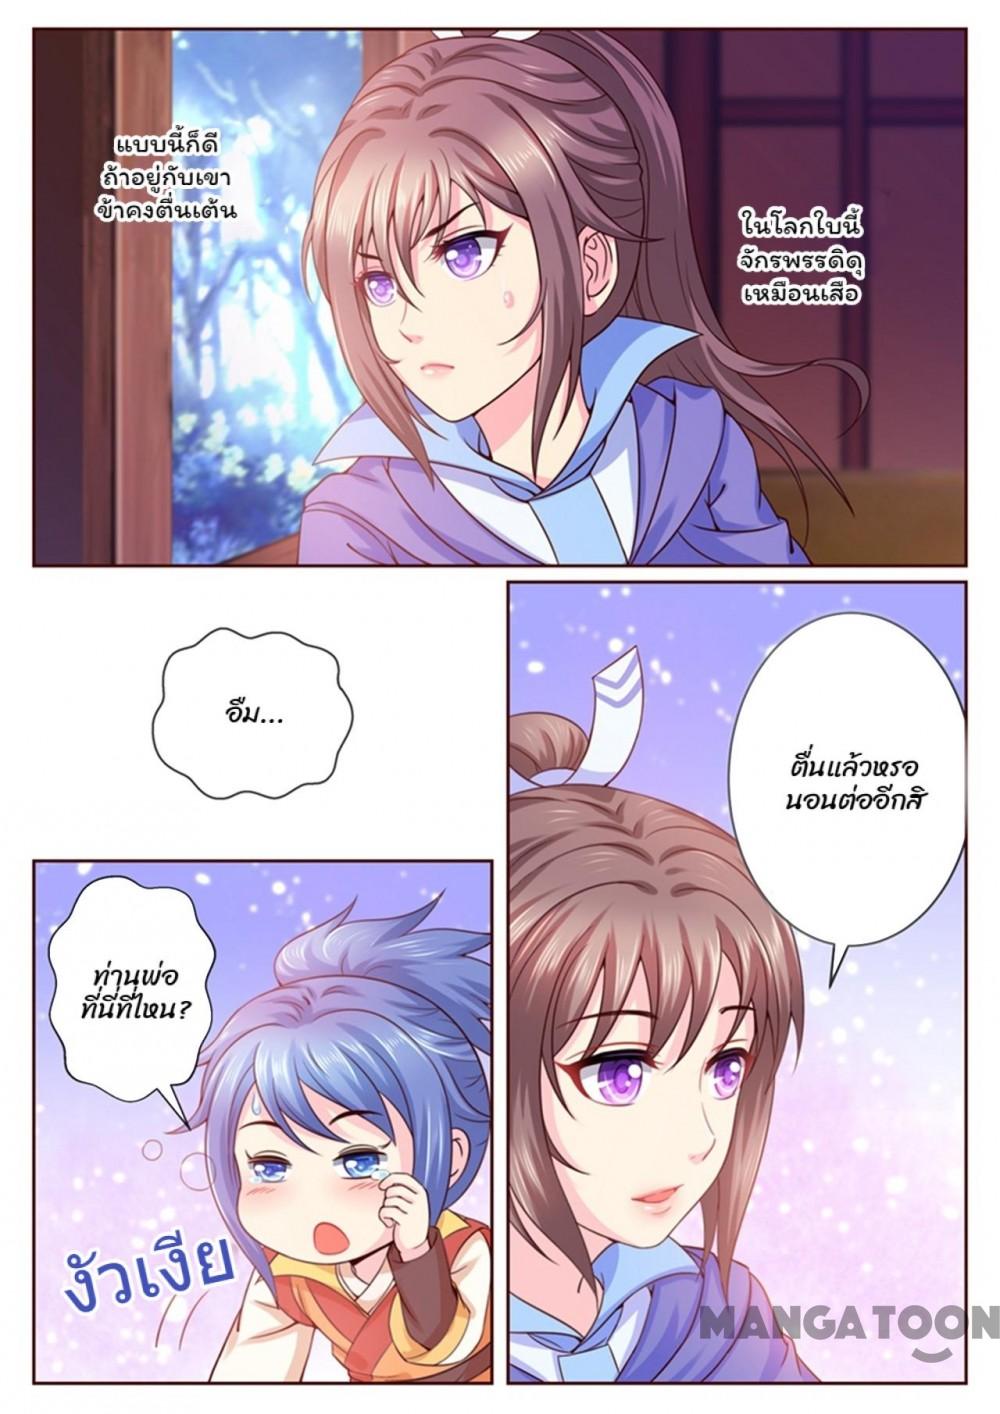 แบบนี้ก็ดี
ถ้าอยู่กับเขา
ข้าคงตื่นเต้น
ในโลกใบนี้
จักรพรรดิดุ
เหมือนเสือ
อืม...
ตื่นแล้วหรอ
นอนต่ออีกสิ
ท่านพ่อ
ที่นี่ที่ไหน?
งัวเงีย
MANGATOON